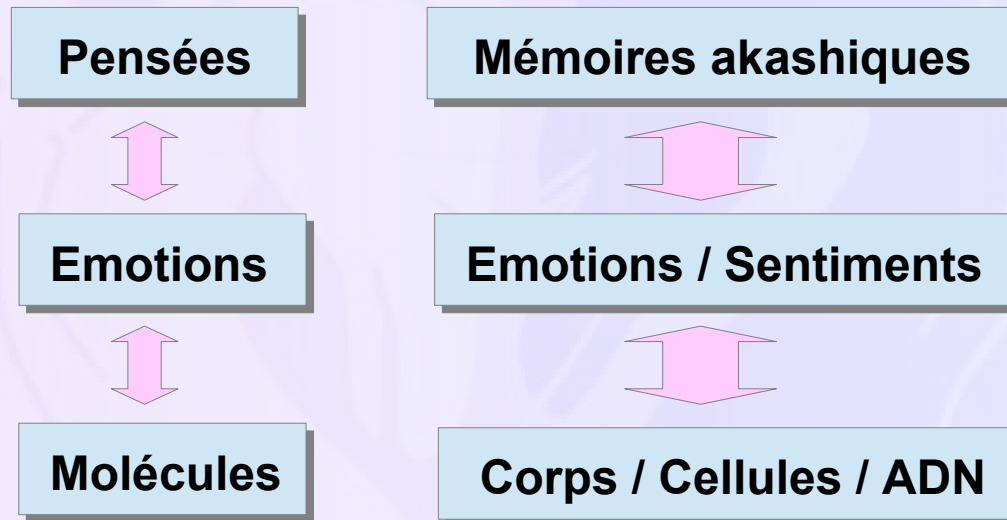 Pensées
Mémoires akashiques
Emotions
Emotions / Sentiments
Molécules
Corps / Cellules / ADN